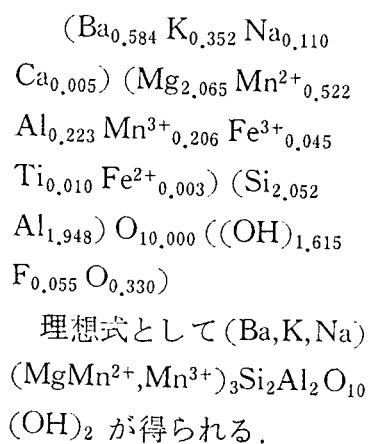 (Ba₀.₅₈₄ K₀.₃₅₂ Na₀.₁₁₀
Ca₀.₀₀₅) (Mg₂.₀₆₅ Mn²⁺₀.₅₂₂
Al₀.₂₂₃ Mn³⁺₀.₂₀₆ Fe³⁺₀.₀₄₅
Ti₀.₀₁₀ Fe²⁺₀.₀₀₃) (Si₂.₀₅₂
Al₁.₉₄₈) O₁₀.₀₀₀ ((OH)₁.₆₁₅
F₀.₀₅₅ O₀.₃₃₀)
理想式として(Ba,K,Na)
(MgMn²⁺,Mn³⁺)₃Si₂Al₂O₁₀
(OH)₂ が得られる.